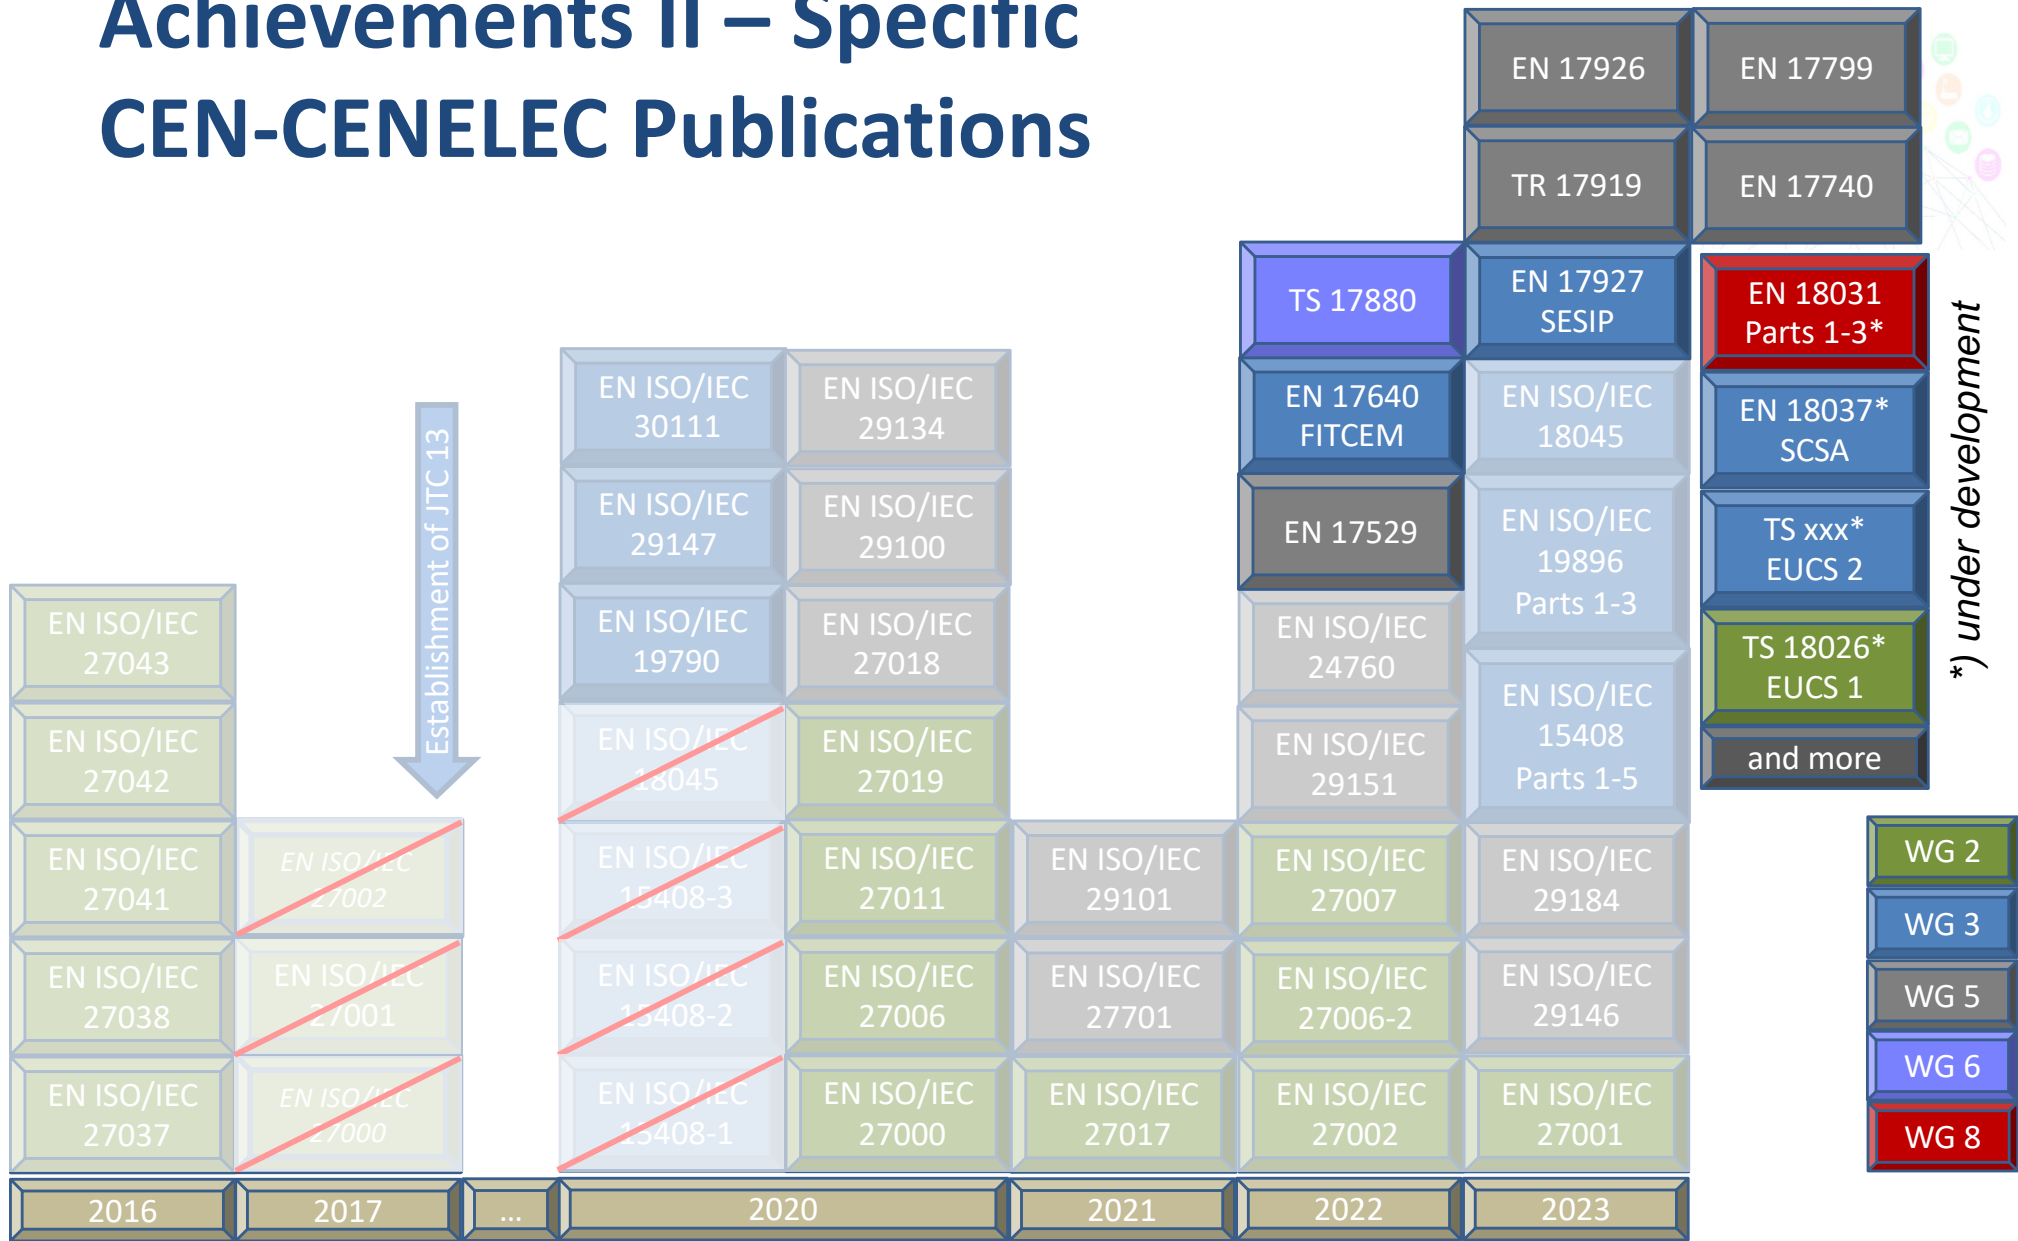 Achievements II – Specific
CEN-CENELEC Publications
EN 17926
EN 17799
TR 17919
EN 17740
TS 17880
EN 17927
SESIP
EN 18031
Parts 1-3*
EN ISO/IEC
30111
EN ISO/IEC
29134
EN 17640
FITCEM
EN ISO/IEC
18045
EN 18037*
SCSA
*) under development
Establishment of JTC 13
EN ISO/IEC
29147
EN ISO/IEC
29100
EN 17529
EN ISO/IEC
19896
Parts 1-3
TS xxx*
EUCS 2
EN ISO/IEC
27043
EN ISO/IEC
19790
EN ISO/IEC
27018
EN ISO/IEC
24760
EN ISO/IEC
15408
Parts 1-5
TS 18026*
EUCS 1
EN ISO/IEC
27042
EN ISO/IEC
18045
EN ISO/IEC
27019
EN ISO/IEC
29151
and more
EN ISO/IEC
27041
EN ISO/IEC
27002
EN ISO/IEC
15408-3
EN ISO/IEC
27011
EN ISO/IEC
29101
EN ISO/IEC
27007
EN ISO/IEC
29184
EN ISO/IEC
27038
EN ISO/IEC
27001
EN ISO/IEC
15408-2
EN ISO/IEC
27006
EN ISO/IEC
27701
EN ISO/IEC
27006-2
EN ISO/IEC
29146
EN ISO/IEC
27037
EN ISO/IEC
27000
EN ISO/IEC
15408-1
EN ISO/IEC
27000
EN ISO/IEC
27017
EN ISO/IEC
27002
EN ISO/IEC
27001
WG 2
WG 3
WG 5
WG 6
WG 8
2016
2017
...
2020
2021
2022
2023